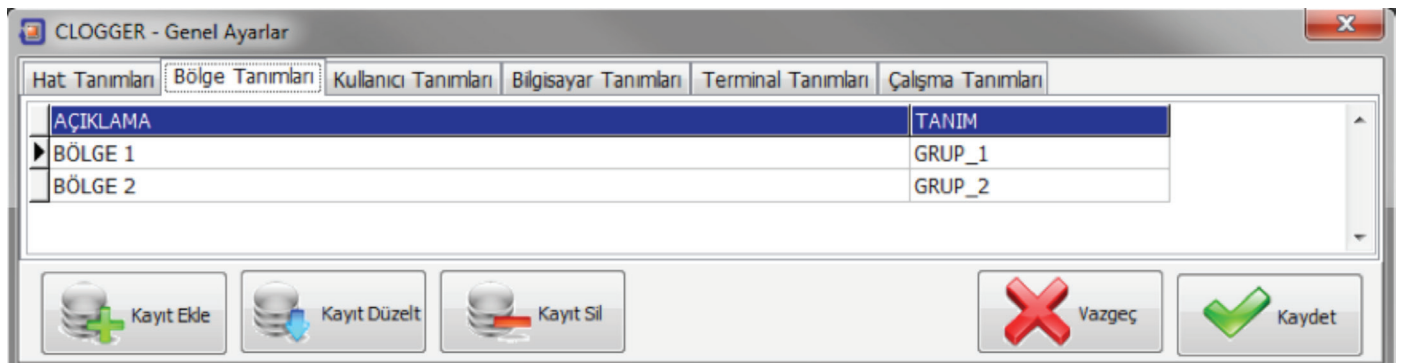 CLOGGER - Genel Ayarlar
Hat Tanımları Bölge Tanımları Kullanıcı Tanımları Bilgisayar Tanımları Terminal Tanımları Çalışma Tanımları
AÇIKLAMA TANIM
BÖLGE 1 GRUP_1
BÖLGE 2 GRUP_2
Kayıt Ekle Kayıt Düzelt Kayıt Sil Vazgeç Kaydet